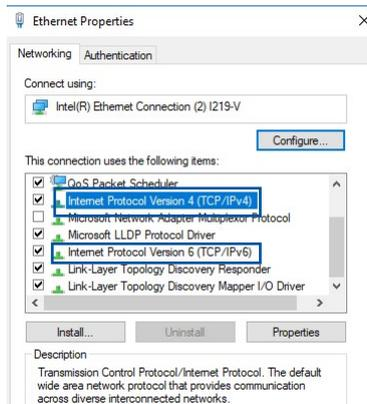 Ethernet Properties
Networking
Authentication
Connect using:
Intel(R) Ethernet Connection (2) I219-V
Configure...
This connection uses the following items:
QoS Packet Scheduler
Internet Protocol Version 4 (TCP/IPv4)
Microsoft Network Adapter Multiplexor Protocol
Microsoft LLDP Protocol Driver
Internet Protocol Version 6 (TCP/IPv6)
Link-Layer Topology Discovery Responder
Link-Layer Topology Discovery Mapper I/O Driver
Install...
Uninstall
Properties
Description
Transmission Control Protocol/Internet Protocol. The default
wide area network protocol that provides communication
across diverse interconnected networks.